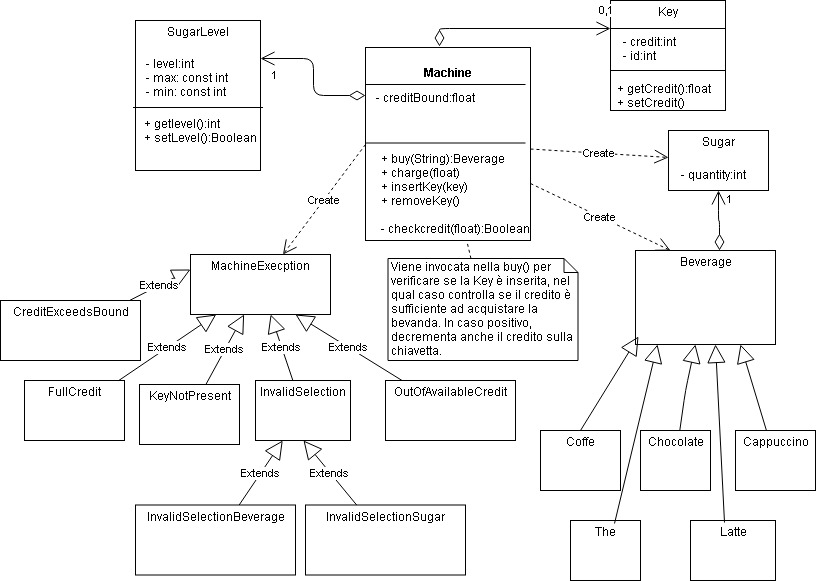 SugarLevel
- level:int
- max: const int
- min: const int
+ getlevel():int
+ setLevel():Boolean
1
Machine
- creditBound:float
+ buy(String):Beverage
+ charge(float)
+ insertKey(key)
+ removeKey()
- checkcredit(float):Boolean
0,1
Key
- credit:int
- id:int
+ getCredit():float
+ setCredit()
Create
Sugar
- quantity:int
Create
Create
1
Beverage
Viene invocata nella buy() per
verificare se la Key è inserita, nel
qual caso controlla se il credito è
sufficiente ad acquistare la
bevanda. In caso positivo,
decrementa anche il credito sulla
chiavetta.
MachineExecption
Extends
CreditExceedsBound
Extends
Extends
Extends
Extends
FullCredit
KeyNotPresent
InvalidSelection
OutOfAvailableCredit
Extends
Extends
InvalidSelectionBeverage
InvalidSelectionSugar
Coffe
Chocolate
Cappuccino
The
Latte